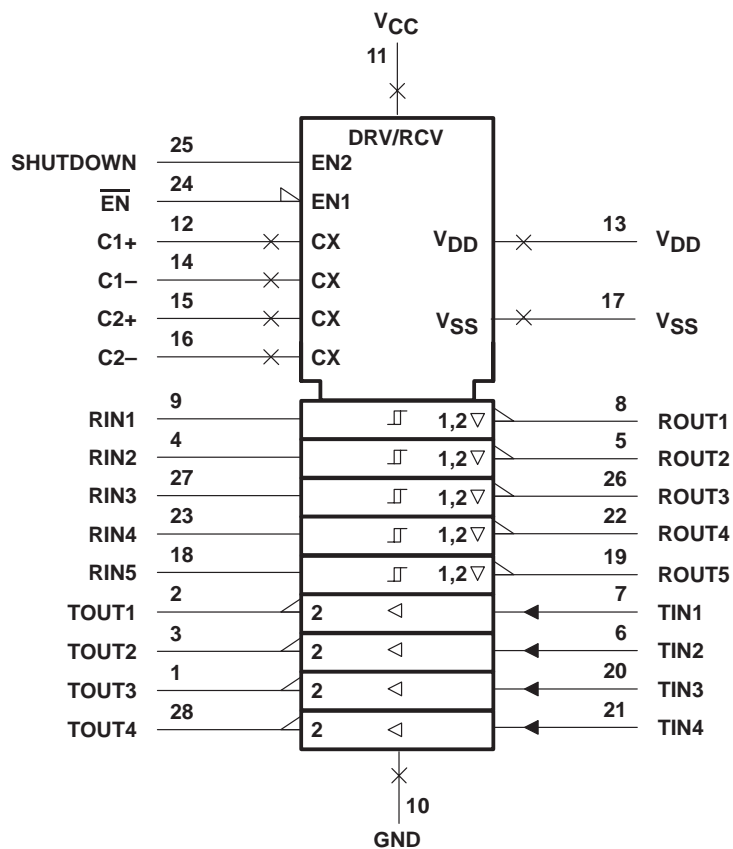 VCC
11
DRV/RCV
SHUTDOWN 25 EN2
EN 24 EN1
C1+ 12 CX VDD 13 VDD
C1– 14 CX
C2+ 15 CX VSS 17 VSS
C2– 16 CX
RIN1 9 1,2 8 ROUT1
RIN2 4 1,2 5 ROUT2
RIN3 27 1,2 26 ROUT3
RIN4 23 1,2 22 ROUT4
RIN5 18 1,2 19 ROUT5
TOUT1 2 2 7 TIN1
TOUT2 3 2 6 TIN2
TOUT3 1 2 20 TIN3
TOUT4 28 2 21 TIN4
10
GND